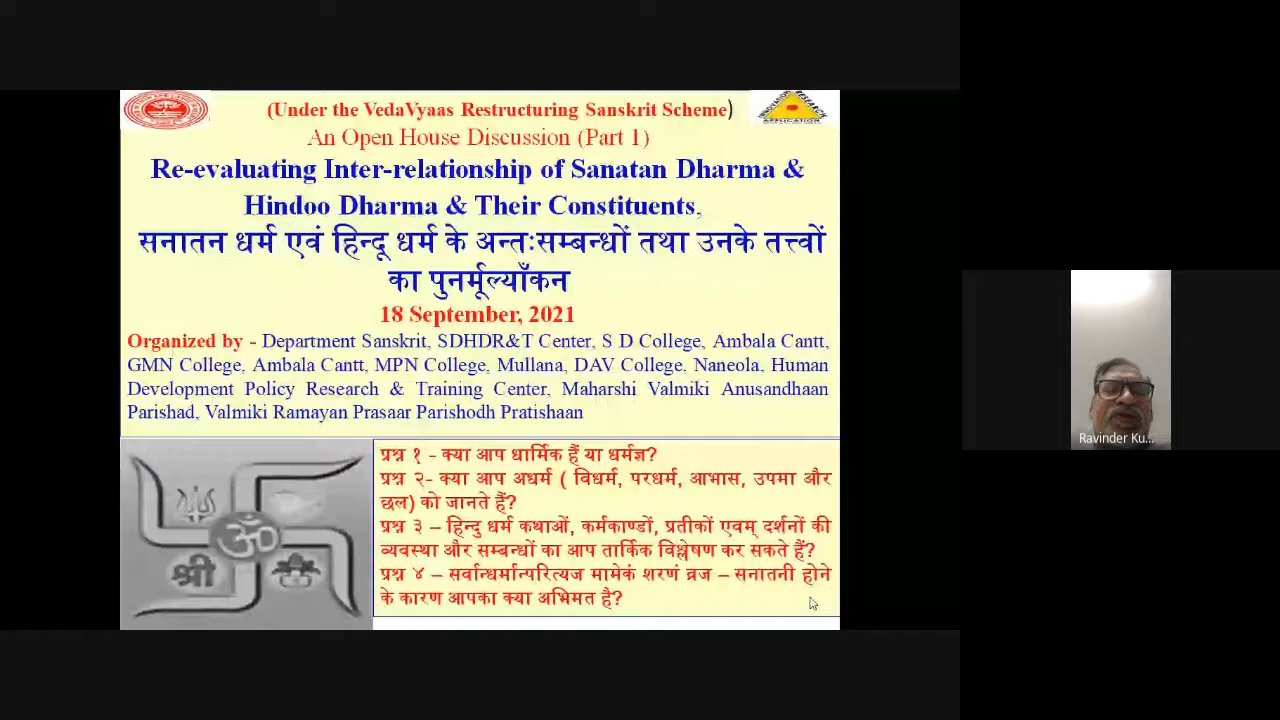 (Under the VedaVyaas Restructuring Sanskrit Scheme)
An Open House Discussion (Part 1)
Re-evaluating Inter-relationship of Sanatan Dharma &
Hindoo Dharma & Their Constituents,
सनातन धर्म एवं हिन्दू धर्म के अन्तःसम्बन्धों तथा उनके तत्त्वों
का पुनर्मूल्याँकन
18 September, 2021
Organized by - Department Sanskrit, SDHDR&T Center, S D College, Ambala Cantt,
GMN College, Ambala Cantt, MPN College, Mullana, DAV College, Naneola, Human
Development Policy Research & Training Center, Maharshi Valmiki Anusandhaan
Parishad, Valmiki Ramayan Prasaar Parishodh Pratishaan
प्रश्न १ - क्या आप धार्मिक हैं या धर्मज्ञ?
प्रश्न २- क्या आप अधर्म ( विधर्म, परधर्म, आभास, उपमा और
छल) को जानते हैं?
प्रश्न ३ – हिन्दु धर्म कथाओं, कर्मकाण्डों, प्रतीकों एवम् दर्शनों की
व्यवस्था और सम्बन्धों का आप तार्किक विश्लेषण कर सकते हैं?
प्रश्न ४ – सर्वान्धर्मान्परित्यज मामेकं शरणं व्रज – सनातनी होने
के कारण आपका क्या अभिमत है?
ॐ
श्री
INNOVATION RESEARCH
APPLICATION
Ravinder Ku...